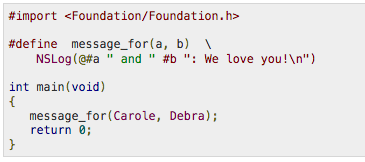 #import <Foundation/Foundation.h>
#define  message_for(a, b)  \
    NSLog(@#a " and " #b ": We love you!\n")
int main(void)
{
   message_for(Carole, Debra);
   return 0;
}